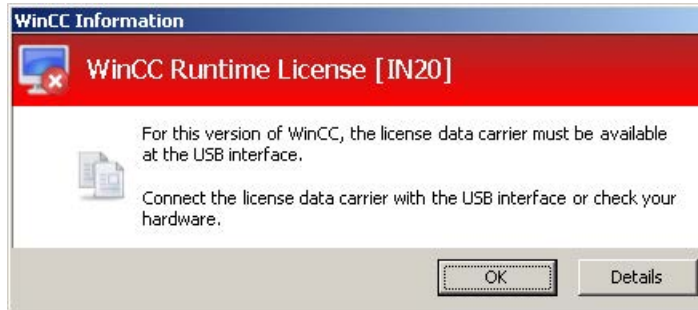 WinCC Information
WinCC Runtime License [IN20]
For this version of WinCC, the license data carrier must be available
at the USB interface.
Connect the license data carrier with the USB interface or check your
hardware.
OK Details